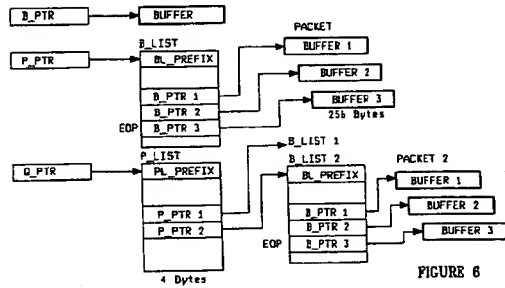 B_PTR
BUFFER
P_PTR
B_LIST
BL_PREFIX
B_PTR 1
B_PTR 2
EOP
B_PTR 3
PACKET
BUFFER 1
BUFFER 2
BUFFER 3
256 Bytes
Q_PTR
P_LIST
PL_PREFIX
P_PTR 1
P_PTR 2
4 Bytes
B_LIST 1
B_LIST 2
BL_PREFIX
B_PTR 1
B_PTR 2
EOP
B_PTR 3
PACKET 2
BUFFER 1
BUFFER 2
BUFFER 3
FIGURE 6